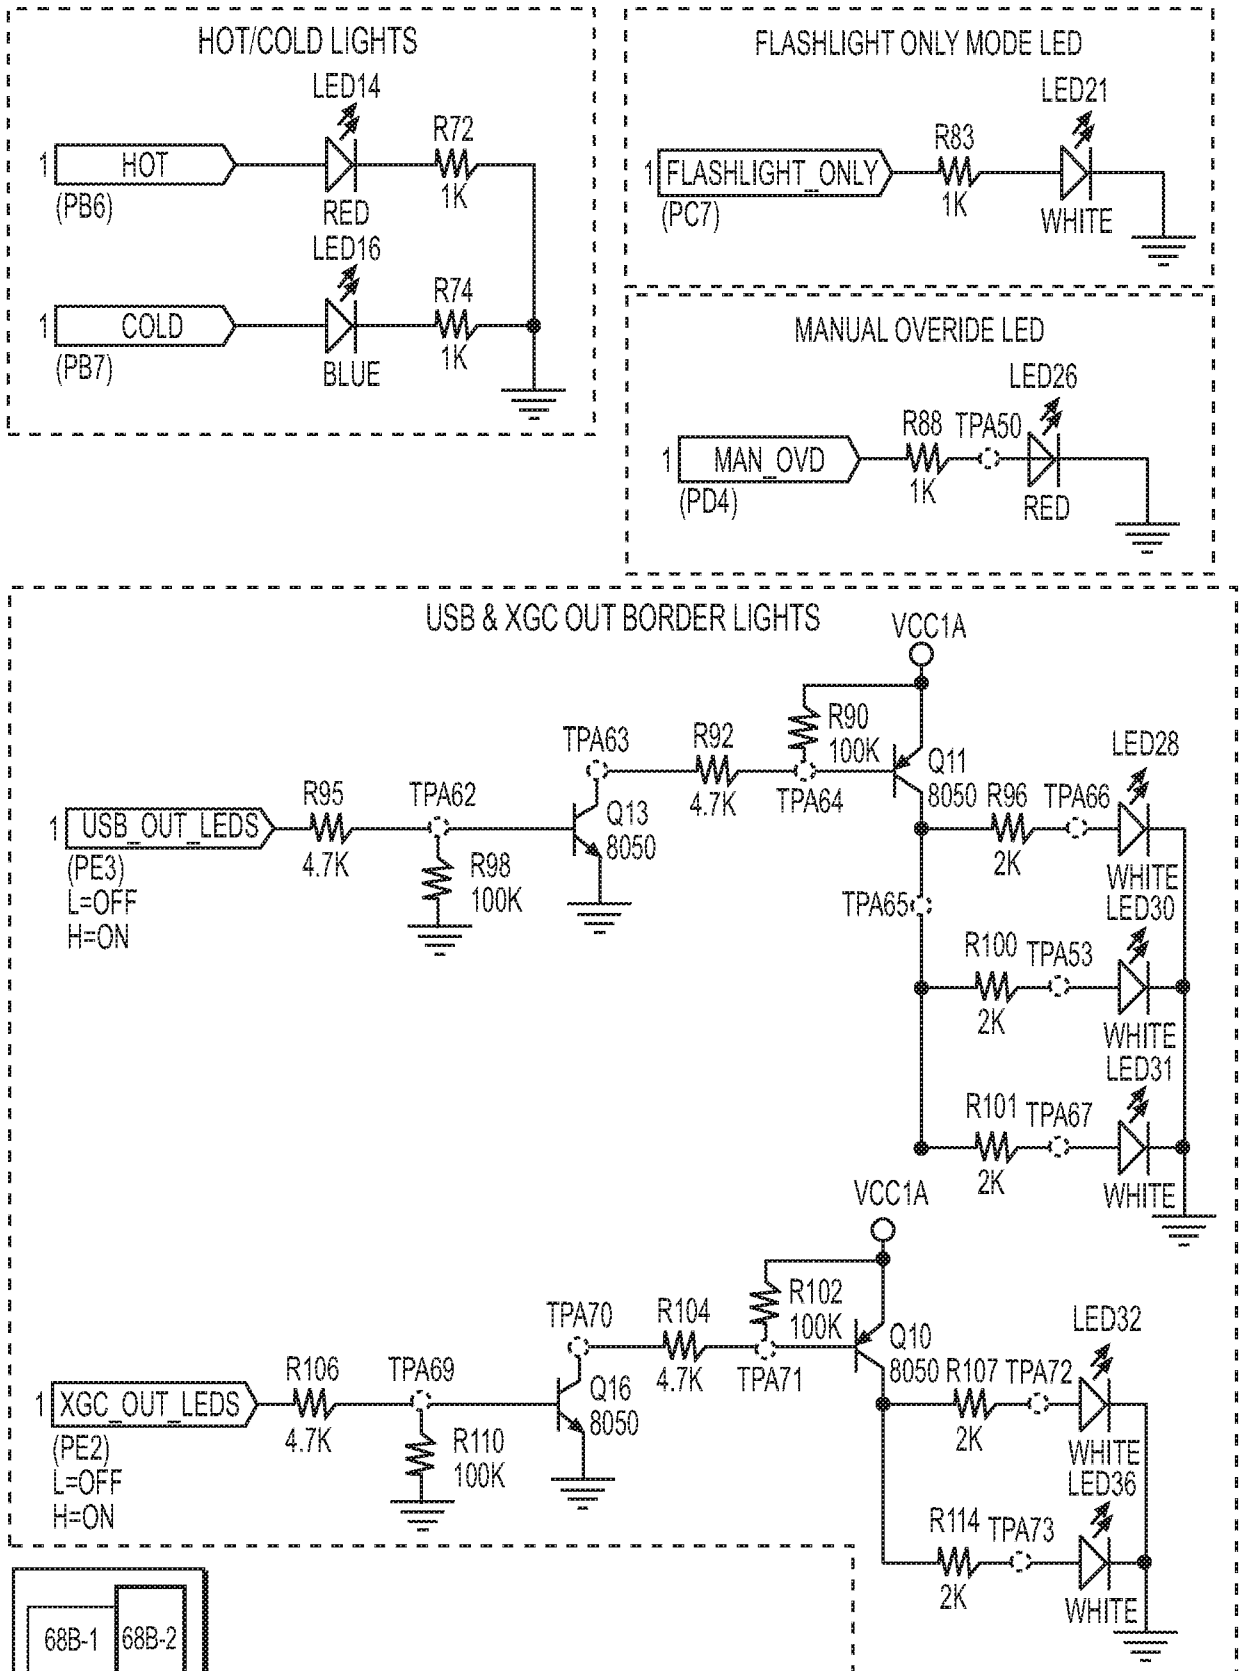 HOT/COLD LIGHTS
LED14
R72
1 HOT
(PB6)
1K
RED
LED16
R74
1 COLD
(PB7)
1K
BLUE
FLASHLIGHT ONLY MODE LED
LED21
R83
1 FLASHLIGHT_ONLY
(PC7)
1K
WHITE
MANUAL OVERIDE LED
LED26
R88 TPA50
1 MAN_OVD
(PD4)
1K
RED
USB & XGC OUT BORDER LIGHTS
VCC1A
R90
100K
TPA63
R92
4.7K
TPA64
Q11
8050
LED28
R95
TPA62
1 USB_OUT_LEDS
(PE3)
L=OFF
H=ON
4.7K
R98
100K
Q13
8050
R96 TPA66
2K
WHITE
TPA65
LED30
R100 TPA53
2K
WHITE
LED31
R101 TPA67
2K
WHITE
VCC1A
R102
100K
TPA70
R104
4.7K
TPA71
Q10
8050
LED32
R106
TPA69
1 XGC_OUT_LEDS
(PE2)
L=OFF
H=ON
4.7K
R110
100K
Q16
8050
R107 TPA72
2K
WHITE
LED36
R114 TPA73
2K
WHITE
68B-1 68B-2